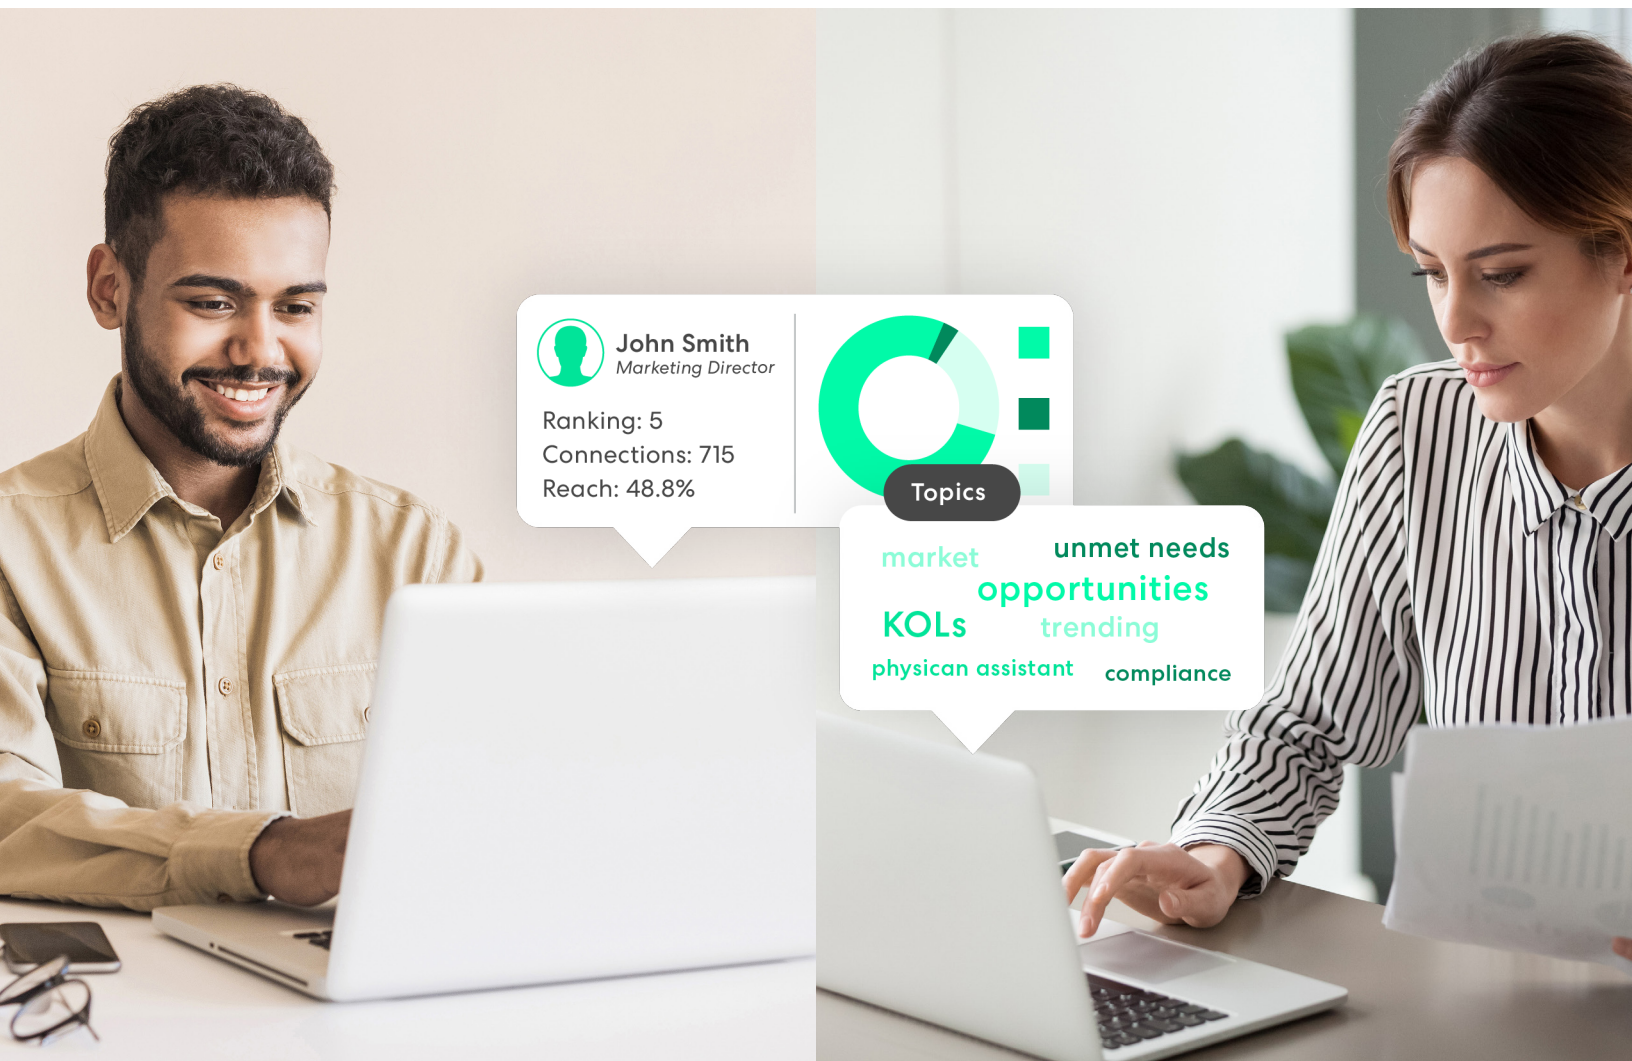 John Smith
Marketing Director
Ranking: 5
Connections: 715
Reach: 48.8%
Topics
market
unmet needs
opportunities
KOLs
trending
physican assistant
compliance